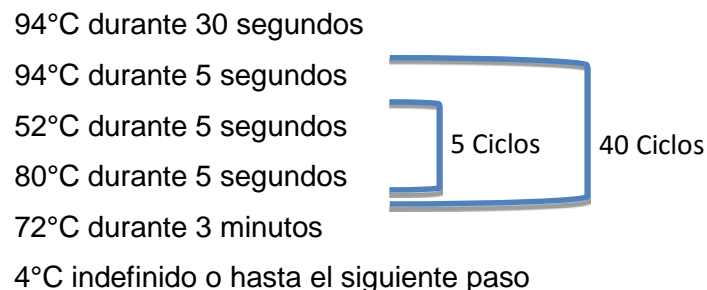 94°C durante 30 segundos
94°C durante 5 segundos
52°C durante 5 segundos
5 Ciclos
40 Ciclos
80°C durante 5 segundos
72°C durante 3 minutos
4°C indefinido o hasta el siguiente paso